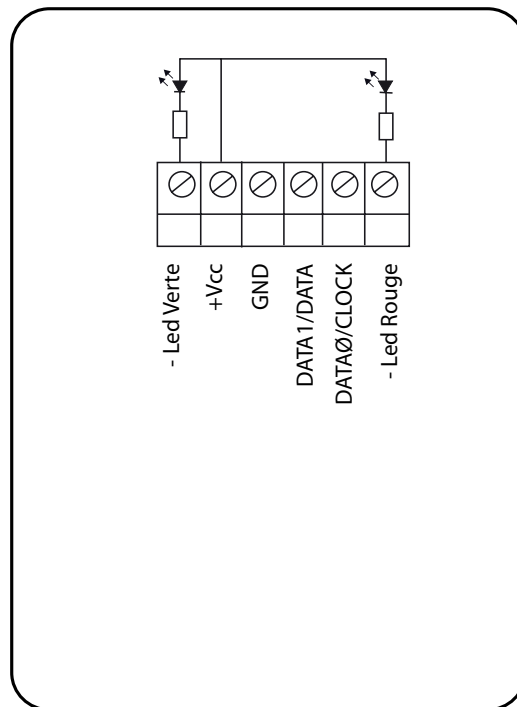 - Led Verte
+Vcc
GND
DATA1/DATA
DATAØ/CLOCK
- Led Rouge